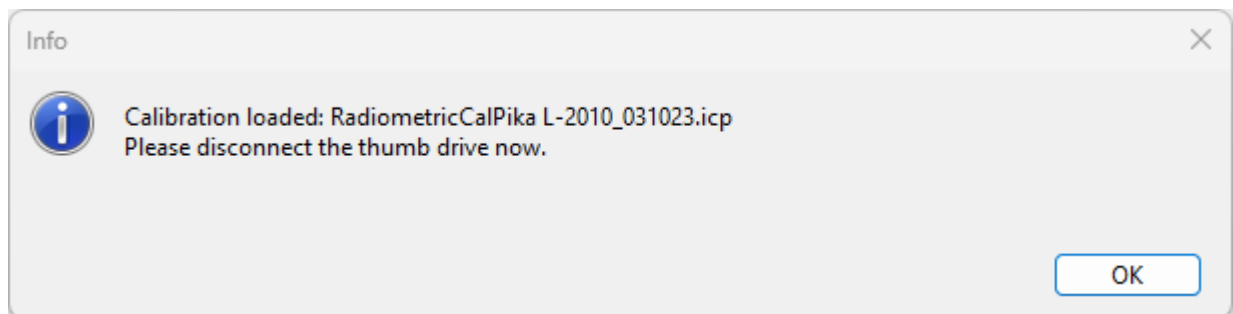 Info
Calibration loaded: RadiometricCalPika L-2010_031023.icp
Please disconnect the thumb drive now.
OK